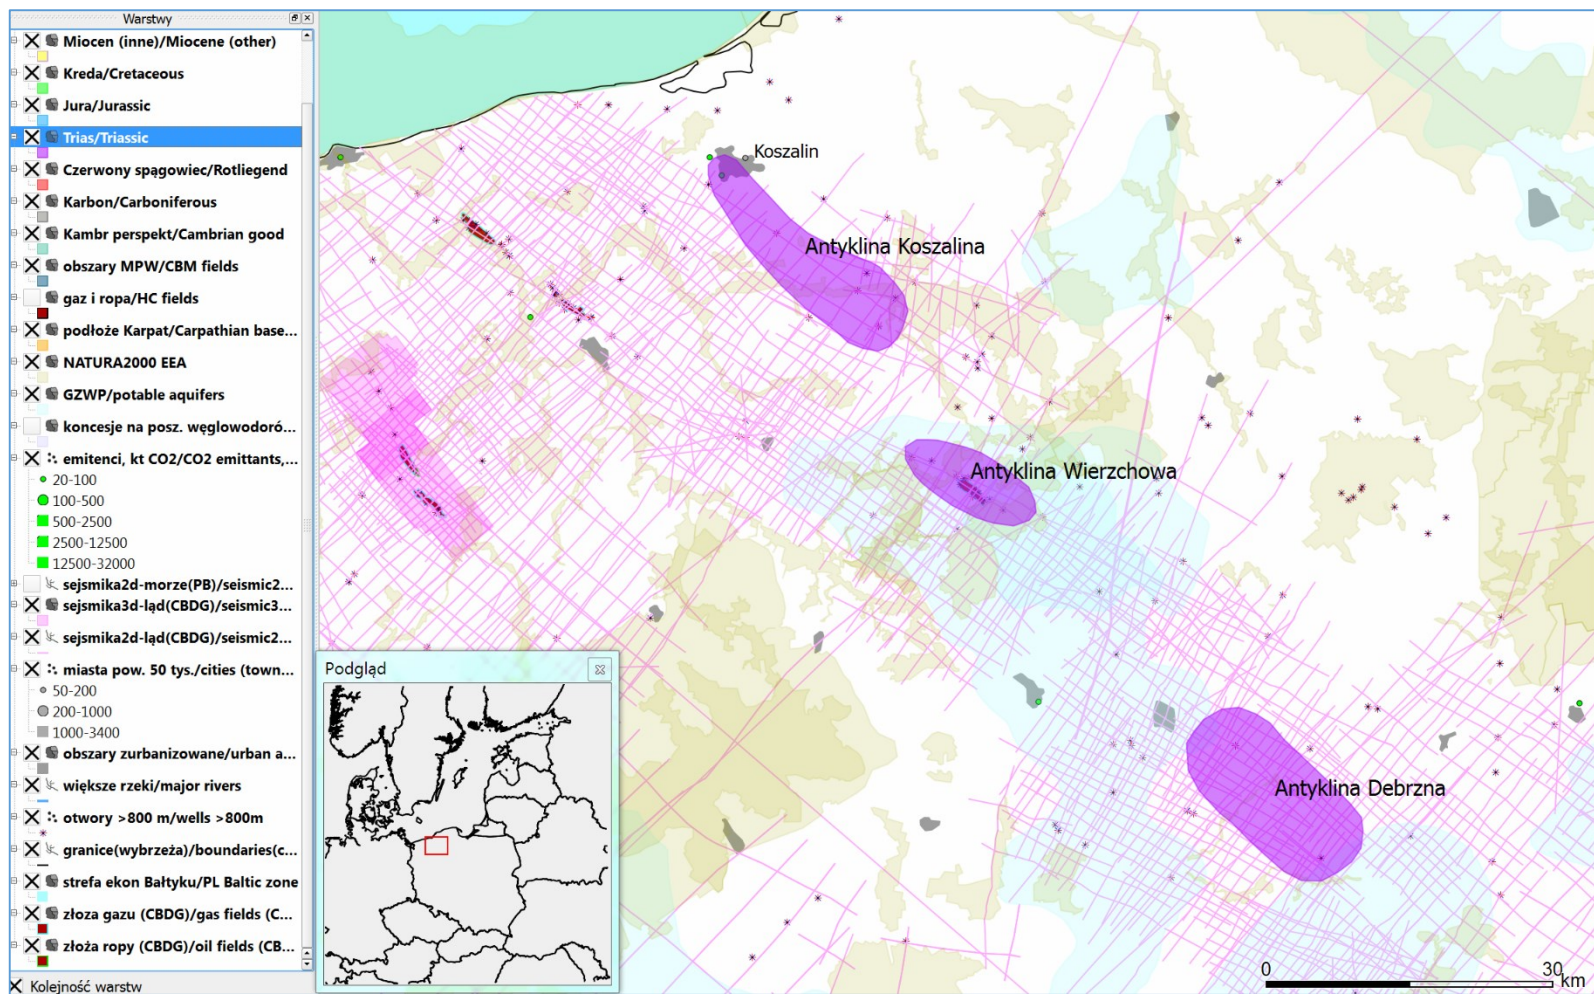 Warstwy
Miocen (inne)/Miocene (other)
Kreda/Cretaceous
Jura/Jurassic
Trias/Triassic
Czerwony spągowiec/Rotliegend
Karbon/Carboniferous
Kambr perspekt/Cambrian good
obszary MPW/CBM fields
gaz i ropa/HC fields
podłoże Karpat/Carpathian base...
NATURA2000 EEA
GZWP/potable aquifers
koncesje na posz. węglowodoró...
emitenci, kt CO2/CO2 emittants,...
20-100
100-500
500-2500
2500-12500
12500-32000
sejsmika2d-morze(PB)/seismic2...
sejsmika3d-ląd(CBDG)/seismic3...
sejsmika2d-ląd(CBDG)/seismic2...
miasta pow. 50 tys./cities (town...
50-200
200-1000
1000-3400
obszary zurbanizowane/urban a...
większe rzeki/major rivers
otwory >800 m/wells >800m
granice(wybrzeża)/boundaries(c...
strefa ekon Bałtyku/PL Baltic zone
złoza gazu (CBDG)/gas fields (C...
złoża ropy (CBDG)/oil fields (CB...
Kolejność warstw
Koszalin
Antyklina Koszalina
Antyklina Wierzchowa
Antyklina Debrzna
Podgląd
0 30
km